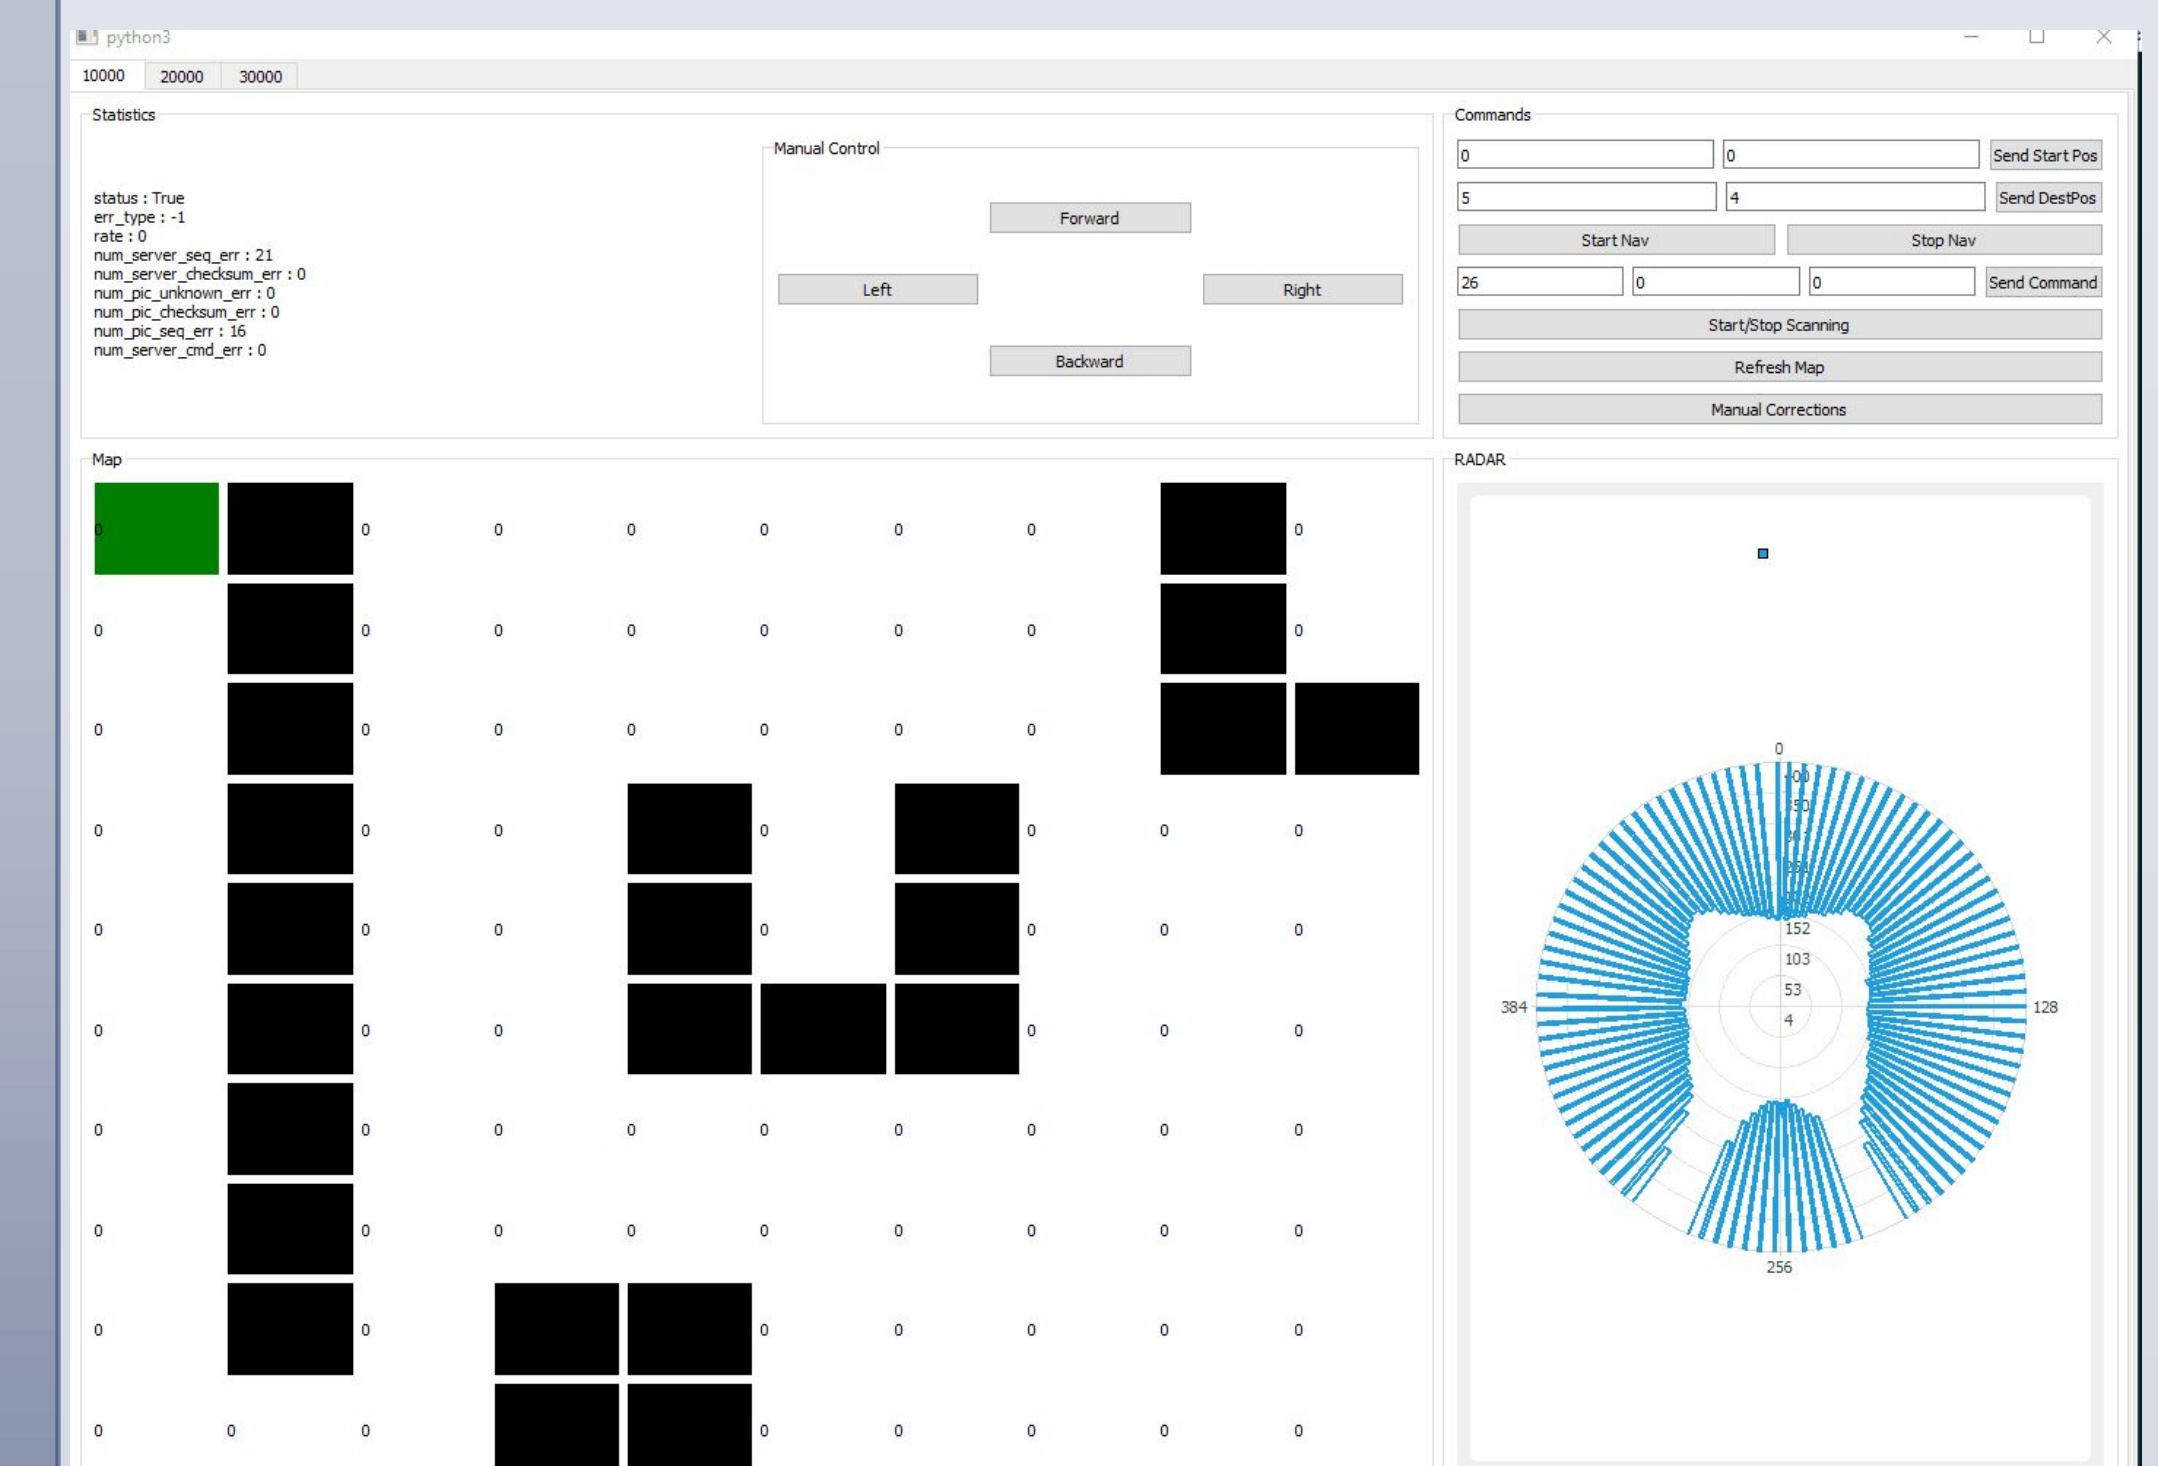 python3
10000 20000 30000
Statistics
status : True
err_type : -1
rate : 0
num_server_seq_err : 21
num_server_checksum_err : 0
num_pic_unknown_err : 0
num_pic_checksum_err : 0
num_pic_seq_err : 16
num_server_cmd_err : 0
Manual Control
Forward
Left Right
Backward
Commands
0 0 Send Start Pos
5 4 Send DestPos
Start Nav Stop Nav
26 0 0 Send Command
Start/Stop Scanning
Refresh Map
Manual Corrections
Map
0 0 0 0 0 0 0 0
0 0 0 0 0 0 0 0
0 0 0 0 0 0 0
0 0 0 0 0 0 0
0 0 0 0 0 0 0
0 0 0 0 0 0
0 0 0 0 0 0 0 0 0
0 0 0 0 0 0 0 0 0
0 0 0 0 0 0 0
0 0 0 0 0 0 0 0
RADAR
0
152
103
53
384 128
4
256